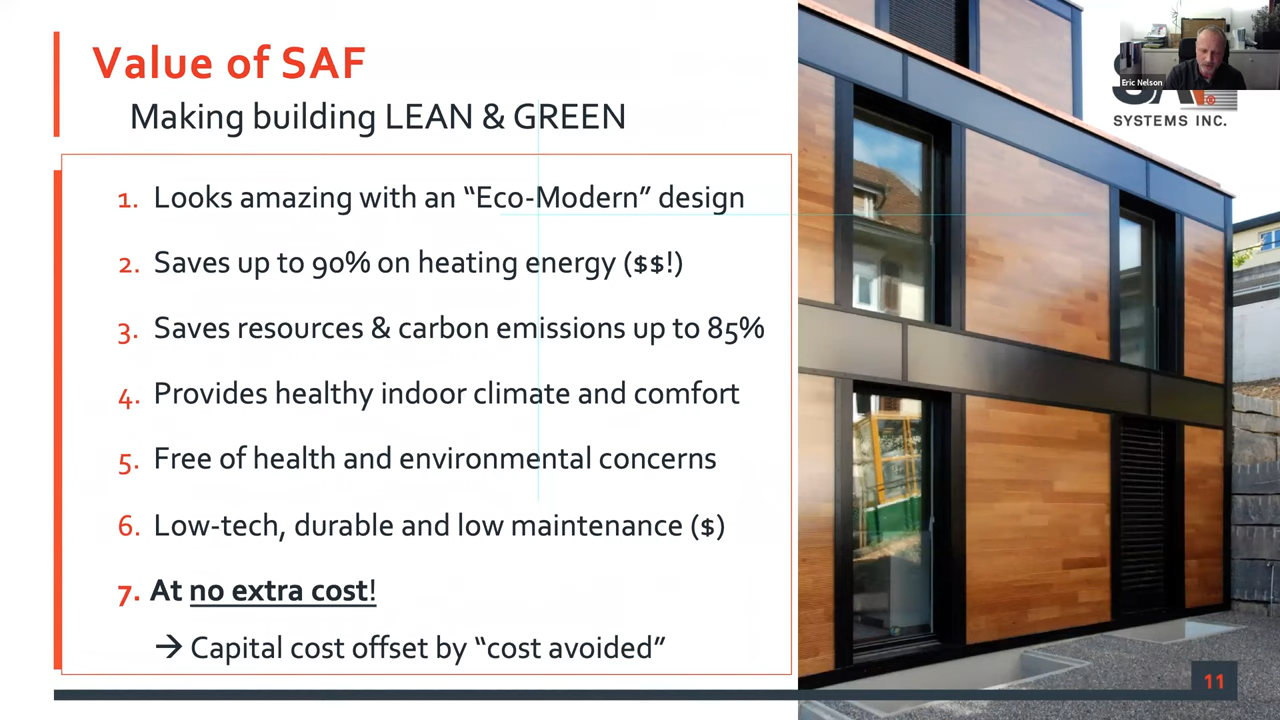 Value of SAF
Making building LEAN & GREEN
1. Looks amazing with an “Eco-Modern” design
2. Saves up to 90% on heating energy ($$!)
3. Saves resources & carbon emissions up to 85%
4. Provides healthy indoor climate and comfort
5. Free of health and environmental concerns
6. Low-tech, durable and low maintenance ($)
7. At no extra cost!
→ Capital cost offset by “cost avoided”
Eric Nelson
SYSTEMS INC.
11